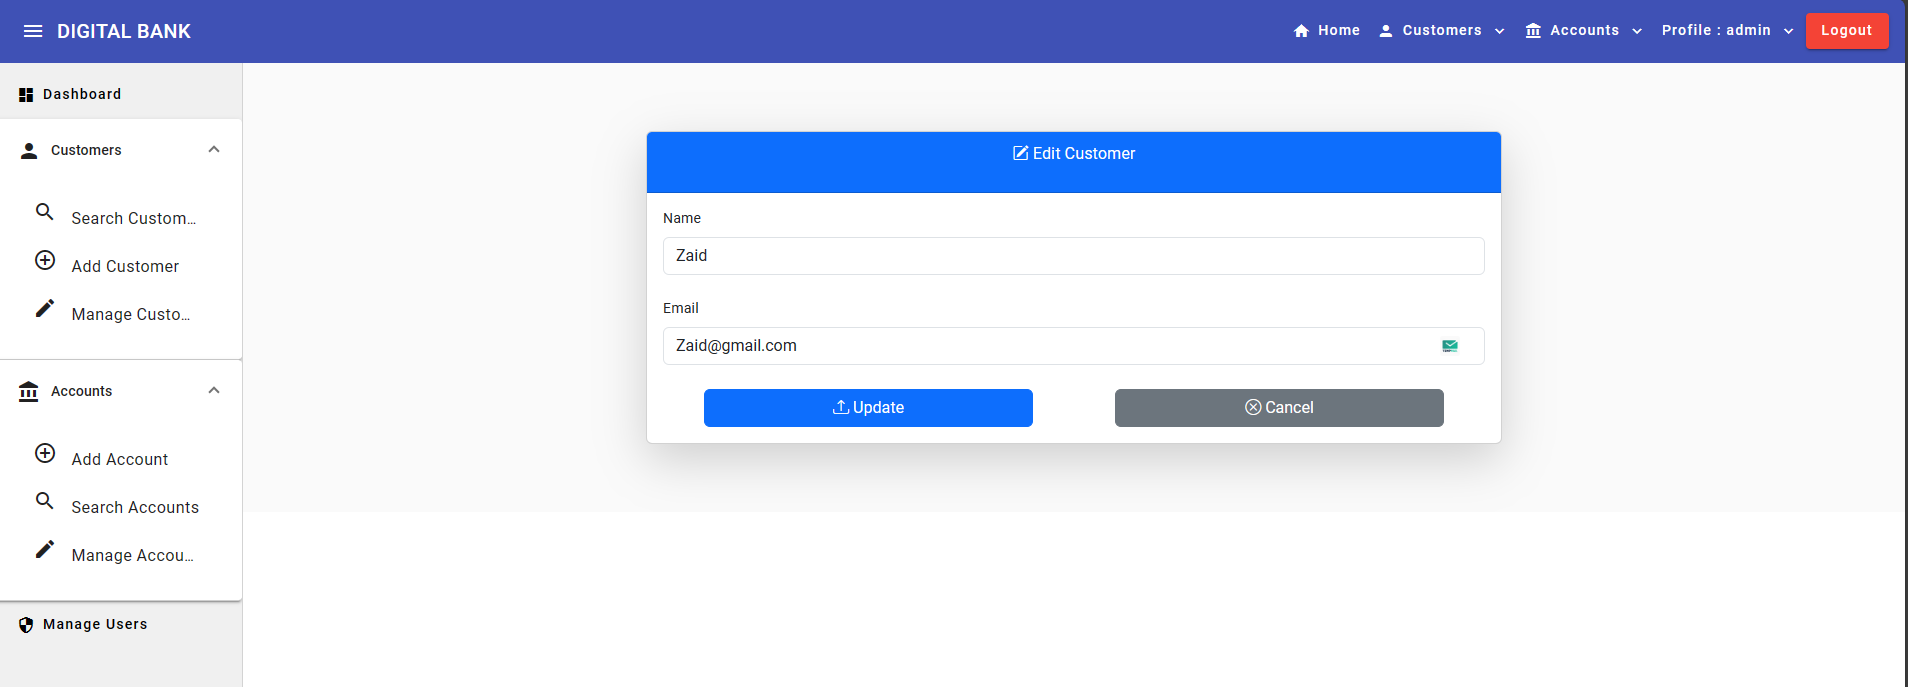 DIGITAL BANK
Home
Customers
Accounts
Profile : admin
Logout
Dashboard
Customers
Search Custom…
Add Customer
Manage Custo…
Accounts
Add Account
Search Accounts
Manage Accou…
Manage Users
Edit Customer
Name
Zaid
Email
Zaid@gmail.com
Update
Cancel